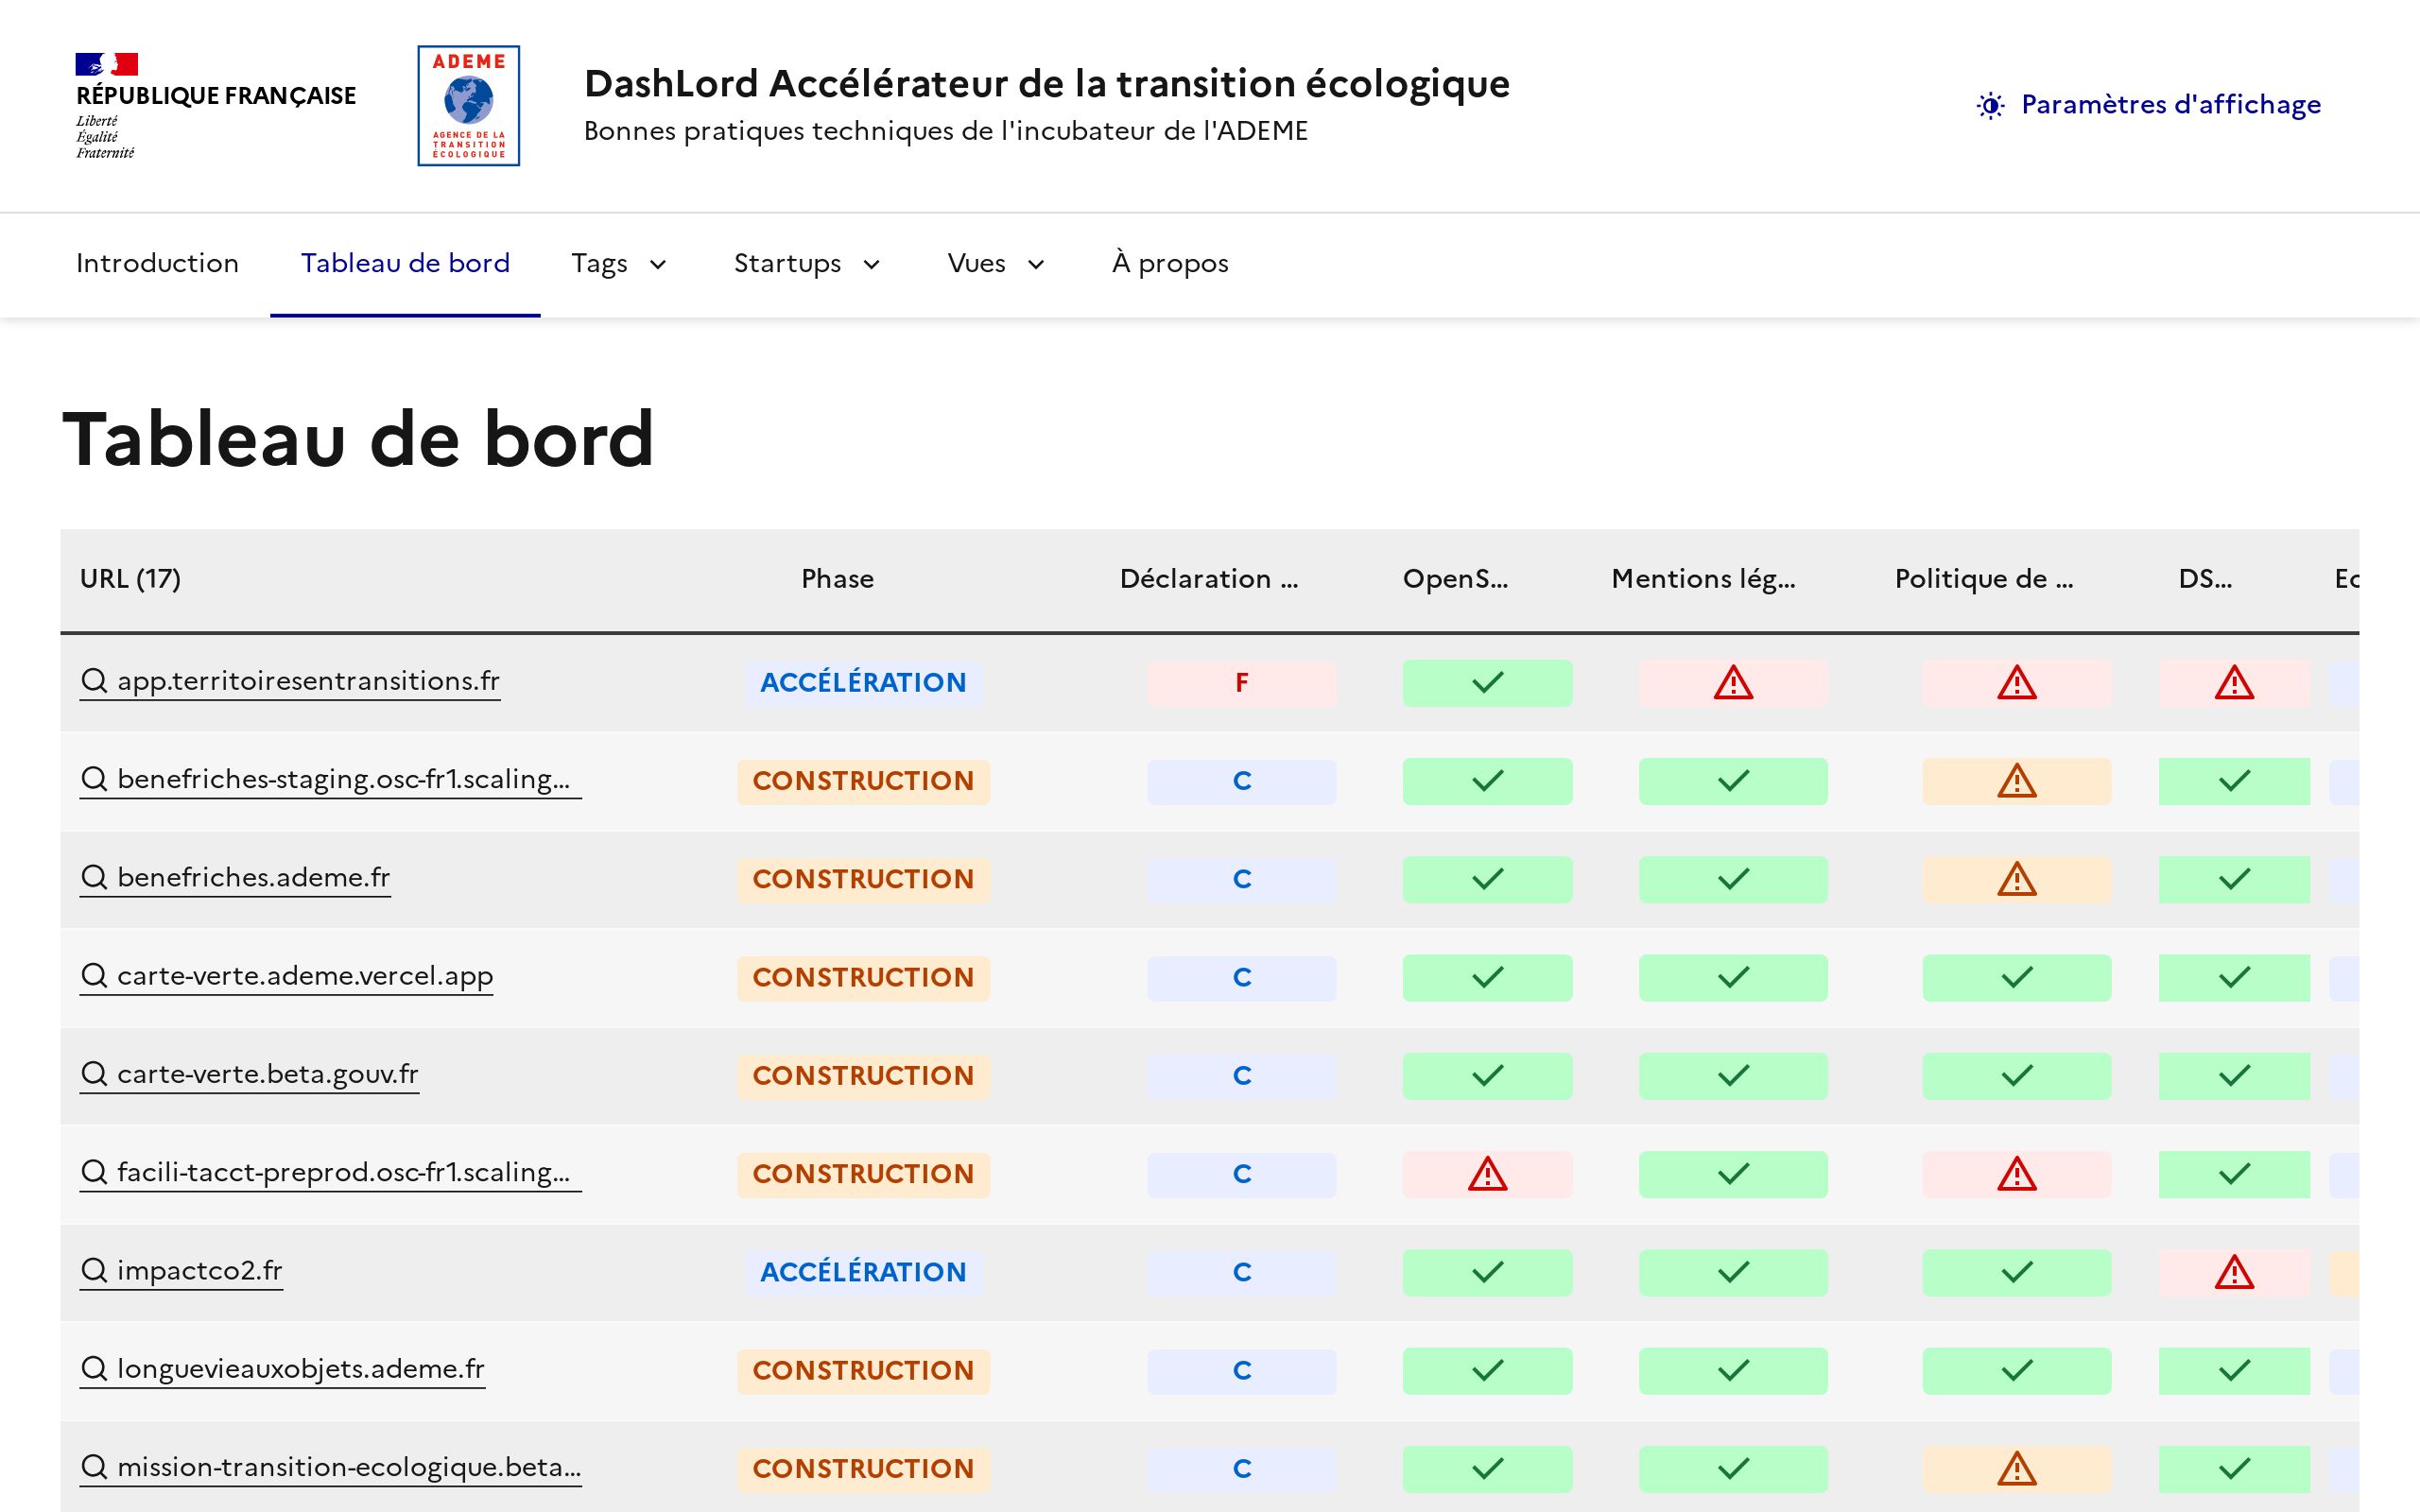 RÉPUBLIQUE FRANÇAISE
Liberté
Égalité
Fraternité
ADEME
AGENCE DE LA
TRANSITION
ÉCOLOGIQUE
DashLord Accélérateur de la transition écologique
Bonnes pratiques techniques de l'incubateur de l'ADEME
Paramètres d'affichage
Introduction Tableau de bord Tags Startups Vues À propos
Tableau de bord
URL (17) Phase Déclaration ... OpenS... Mentions lég... Politique de ... DS...
app.territoiresentransitions.fr ACCÉLÉRATION F
benefriches-staging.osc-fr1.scaling... CONSTRUCTION C
benefriches.ademe.fr CONSTRUCTION C
carte-verte.ademe.vercel.app CONSTRUCTION C
carte-verte.beta.gouv.fr CONSTRUCTION C
facili-tacct-preprod.osc-fr1.scaling... CONSTRUCTION C
impactco2.fr ACCÉLÉRATION C
longuevieauxobjets.ademe.fr CONSTRUCTION C
mission-transition-ecologique.beta... CONSTRUCTION C